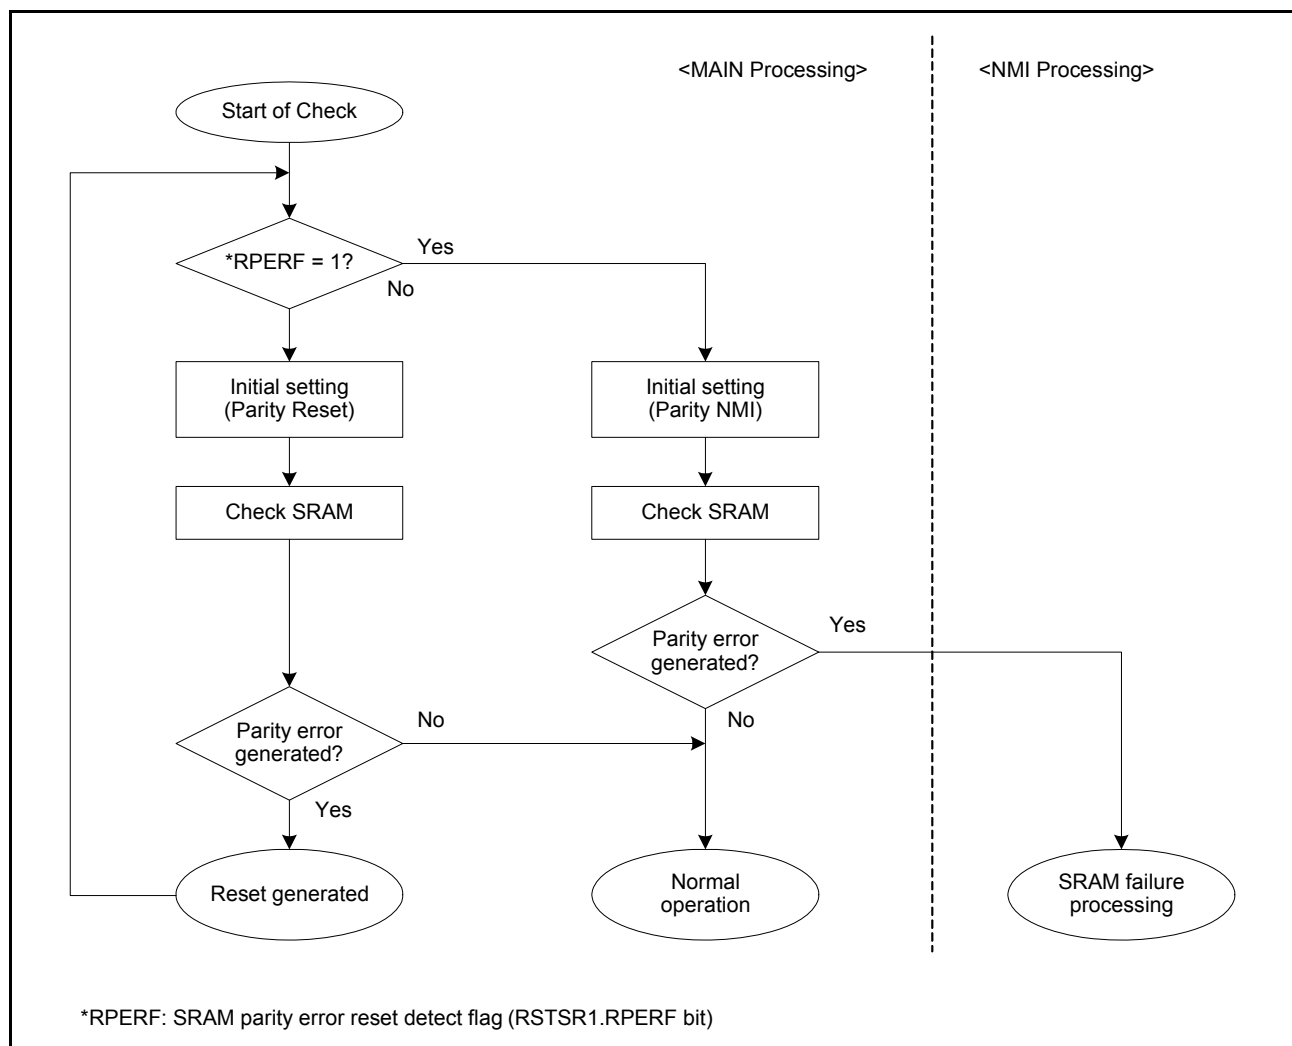 <MAIN Processing>
<NMI Processing>
Start of Check
*RPERF = 1?
Yes
No
Initial setting
(Parity Reset)
Initial setting
(Parity NMI)
Check SRAM
Check SRAM
Parity error
generated?
Yes
No
Parity error
generated?
No
Yes
Reset generated
Normal
operation
SRAM failure
processing
*RPERF: SRAM parity error reset detect flag (RSTSR1.RPERF bit)